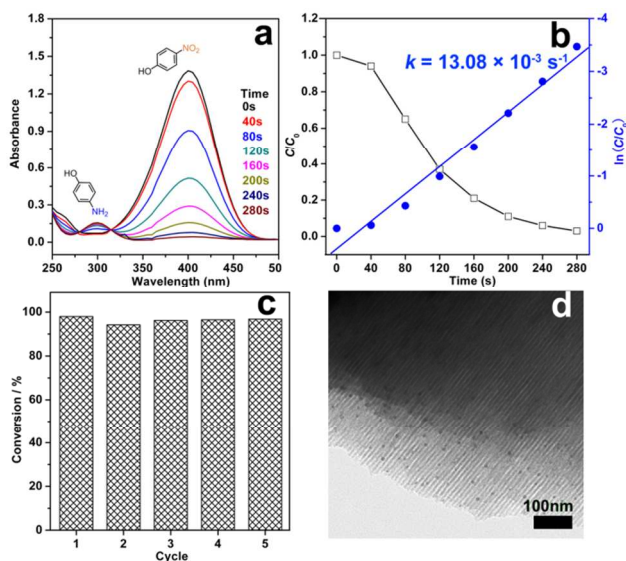 a
NO₂
HO
Time
0s
40s
80s
120s
160s
200s
240s
280s
HO
NH₂
Absorbance
1.8
1.5
1.2
0.9
0.6
0.3
0.0
250 300 350 400 450 500
Wavelength (nm)
b
k = 13.08 × 10⁻³ s⁻¹
C/C₀
1.2
1.0
0.8
0.6
0.4
0.2
0.0
0 40 80 120 160 200 240 280
Time (s)
-4
-3
-2
-1
0
ln (C/C₀)
c
Conversion / %
100
80
60
40
20
0
1 2 3 4 5
Cycle
d
100nm